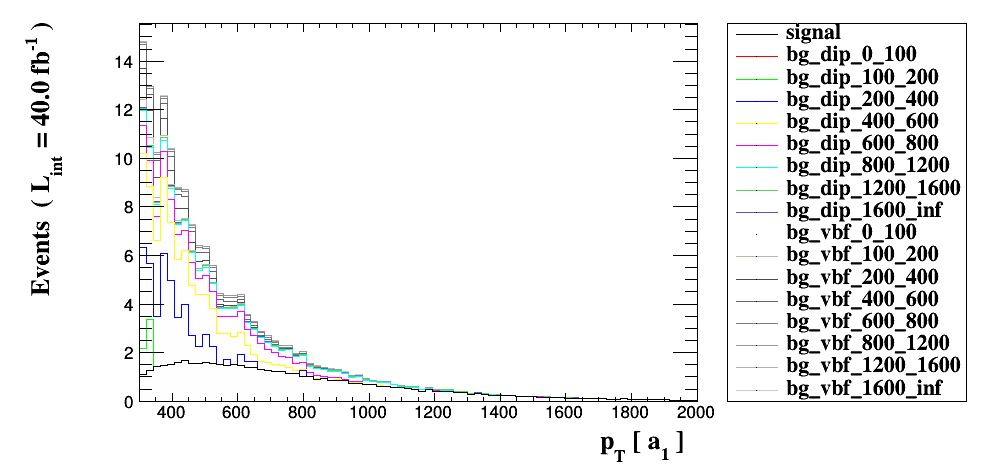 Events ( L_int = 40.0 fb^-1 )
14
12
10
8
6
4
2
0
400 600 800 1000 1200 1400 1600 1800 2000
p_T [ a_1 ]
signal
bg_dip_0_100
bg_dip_100_200
bg_dip_200_400
bg_dip_400_600
bg_dip_600_800
bg_dip_800_1200
bg_dip_1200_1600
bg_dip_1600_inf
bg_vbf_0_100
bg_vbf_100_200
bg_vbf_200_400
bg_vbf_400_600
bg_vbf_600_800
bg_vbf_800_1200
bg_vbf_1200_1600
bg_vbf_1600_inf